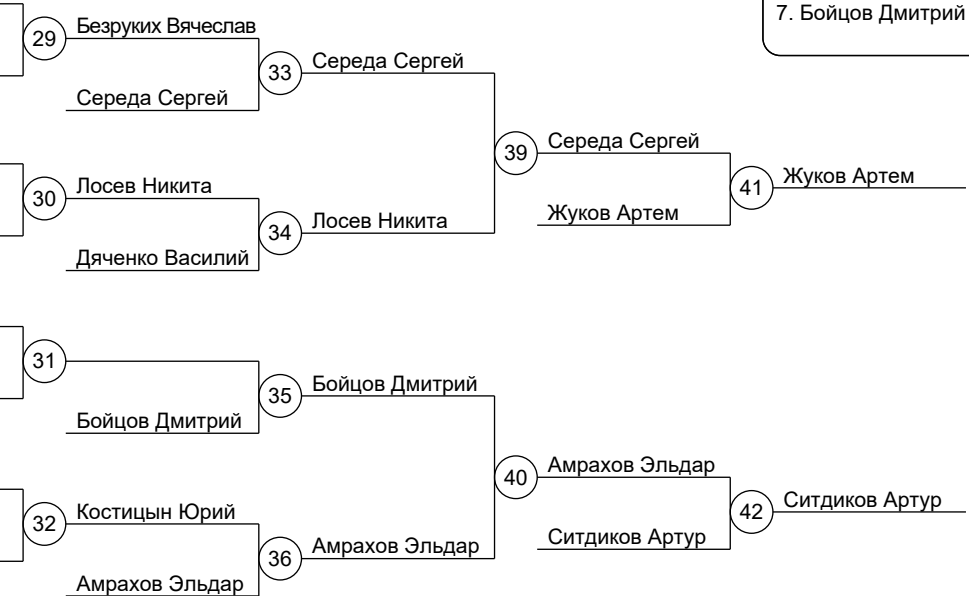 7. Бойцов Дмитрий
29
Безруких Вячеслав
Середа Сергей
33
Середа Сергей
30
Лосев Никита
Дяченко Василий
34
Лосев Никита
39
Середа Сергей
Жуков Артем
41
Жуков Артем
31
Бойцов Дмитрий
35
Бойцов Дмитрий
32
Костицын Юрий
Амрахов Эльдар
36
Амрахов Эльдар
40
Амрахов Эльдар
Ситдиков Артур
42
Ситдиков Артур